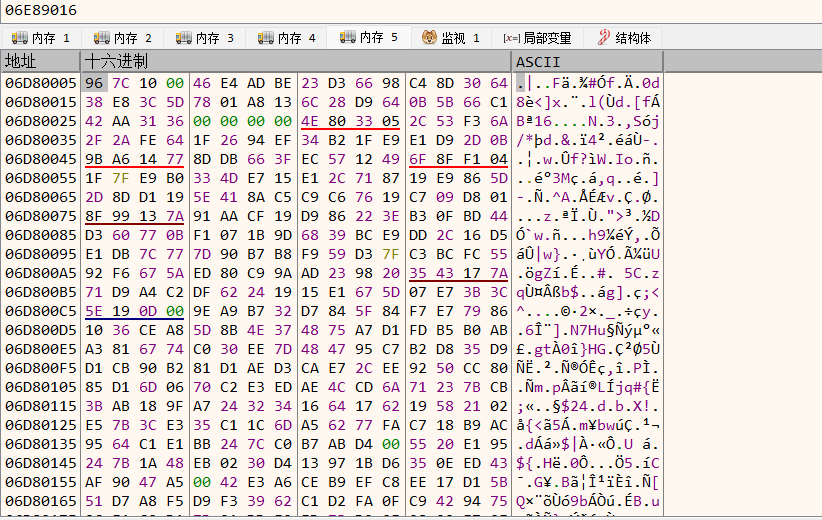 06E89016
内存 1 内存 2 内存 3 内存 4 内存 5 监视 1 [x=] 局部变量 结构体
地址 十六进制 ASCII
06D80005 96 7C 10 00 46 E4 AD BE 23 D3 66 98 C4 8D 30 64 .|..Fä.¾#Óf.Ä.0d
06D80015 38 E8 3C 5D 78 01 A8 13 6C 28 D9 64 0B 5B 66 C1 8è<]x.¨.l(Ùd.[fÁ
06D80025 42 AA 31 36 00 00 00 00 4E 80 33 05 2C 53 F3 6A Bª16....N.3.,Sój
06D80035 2F 2A FE 64 1F 26 94 EF 34 B2 1F E9 E1 D9 2D 0B /*þd.&.ï4².éáÙ-.
06D80045 9B A6 14 77 8D DB 66 3F EC 57 12 49 6F 8F F1 04 .¦.w.Ûf?ìW.Io.ñ.
06D80055 1F 7F E9 B0 33 4D E7 15 E1 2C 71 87 19 E9 86 5D ..é°3Mç.á,q..é.]
06D80065 2D 8D D1 19 5E 41 8A C5 C9 C6 76 19 C7 09 D8 01 -.Ñ.^A.ÅÉÆv.Ç.Ø.
06D80075 8F 99 13 7A 91 AA CF 19 D9 86 22 3E B3 0F BD 44 ...z.ªÏ.Ù.">³.½D
06D80085 D3 60 77 0B F1 07 1B 9D 68 39 BC E9 DD 2C 16 D5 Ó`w.ñ...h9¼éÝ,.Õ
06D80095 E1 DB 7C 77 7D 90 B7 B8 F9 59 D3 7F C3 BC FC 55 áÛ|w}.·¸ùYÓ.Ã¼üU
06D800A5 92 F6 67 5A ED 80 C9 9A AD 23 98 20 35 43 17 7A .ögZí.É..#. 5C.z
06D800B5 71 D9 A4 C2 DF 62 24 19 15 E1 67 5D 07 E7 3B 3C qÙ¤Âßb$..ág].ç;<
06D800C5 5E 19 0D 00 9E A9 B7 32 D7 84 5F 84 F7 E7 79 86 ^....©·2×._.÷çy.
06D800D5 10 36 CE A8 5D 8B 4E 37 48 75 A7 D1 FD B5 B0 AB .6Î¨].N7Hu§Ñýµ°«
06D800E5 A3 81 67 74 C0 30 EE 7D 48 47 95 C7 B2 D8 35 D9 £.gtÀ0î}HG.Ç²Ø5Ù
06D800F5 D1 CB 90 B2 81 D1 AE D3 CA E7 2C EE 92 50 CC 80 ÑË.².Ñ®ÓÊç,î.PÌ.
06D80105 85 D1 6D 06 70 C2 E3 ED AE 4C CD 6A 71 23 7B CB .Ñm.pÂãí®LÍjq#{Ë
06D80115 3B AB 18 9F A7 24 32 34 16 64 17 62 19 58 21 02 ;«..§$24.d.b.X!.
06D80125 E5 7B 3C E3 35 C1 1C 6D A5 62 77 FA C7 18 B9 AC å{<ã5Á.m¥bwúÇ.¹¬
06D80135 95 64 C1 E1 BB 24 7C C0 B7 AB D4 00 55 20 E1 95 .dÁá»$|À·«Ô.U á.
06D80145 24 7B 1A 48 EB 02 30 D4 13 97 1B D6 35 0E ED 43 ${.Hë.0Ô...Ö5.íC
06D80155 AF 90 47 A5 00 42 E3 A6 CE B9 EF C8 EE 17 D1 5B ¯.G¥.Bã¦Î¹ïÈî.Ñ[
06D80165 51 D7 A8 F5 D9 F3 39 62 C1 D2 FA 0F C9 42 94 75 Q×¨õÙó9bÁÒú.ÉB.u